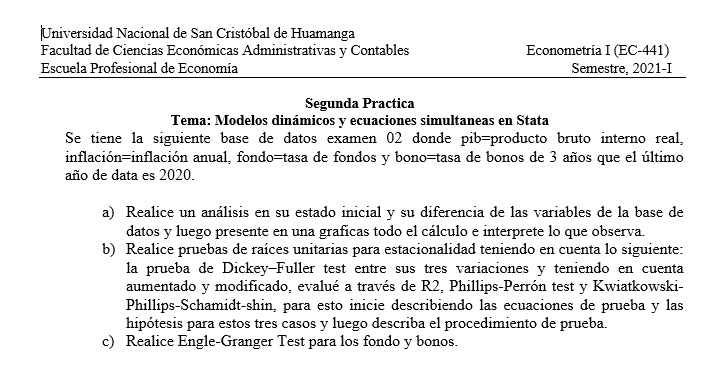 Universidad Nacional de San Cristóbal de Huamanga
Facultad de Ciencias Económicas Administrativas y Contables Econometría I (EC-441)
Escuela Profesional de Economía Semestre, 2021-I
Segunda Practica
Tema: Modelos dinámicos y ecuaciones simultaneas en Stata
Se tiene la siguiente base de datos examen 02 donde pib=producto bruto interno real,
inflación=inflación anual, fondo=tasa de fondos y bono=tasa de bonos de 3 años que el último
año de data es 2020.
a) Realice un análisis en su estado inicial y su diferencia de las variables de la base de
datos y luego presente en una graficas todo el cálculo e interprete lo que observa.
b) Realice pruebas de raíces unitarias para estacionalidad teniendo en cuenta lo siguiente:
la prueba de Dickey–Fuller test entre sus tres variaciones y teniendo en cuenta
aumentado y modificado, evalué a través de R2, Phillips-Perrón test y Kwiatkowski-
Phillips-Schamidt-shin, para esto inicie describiendo las ecuaciones de prueba y las
hipótesis para estos tres casos y luego describa el procedimiento de prueba.
c) Realice Engle-Granger Test para los fondo y bonos.